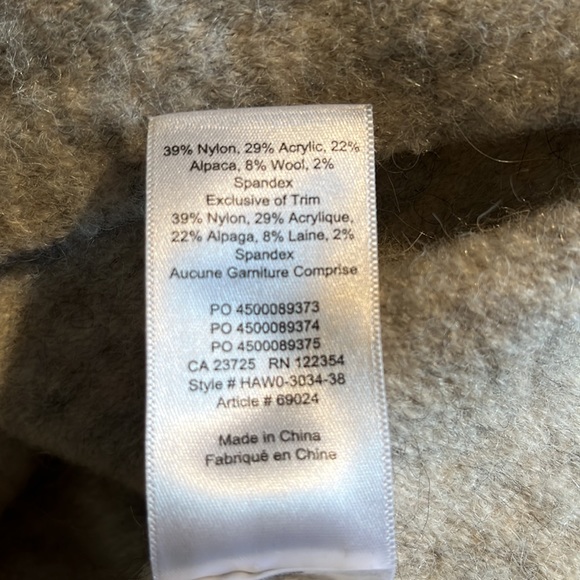 39% Nylon, 29% Acrylic, 22%
Alpaca, 8% Wool, 2%
Spandex
Exclusive of Trim
39% Nylon, 29% Acrylique,
22% Alpaga, 8% Laine, 2%
Spandex
Aucune Garniture Comprise
PO 4500089373
PO 4500089374
PO 4500089375
CA 23725 RN 122354
Style # HAW0-3034-38
Article # 69024
Made in China
Fabriqué en Chine